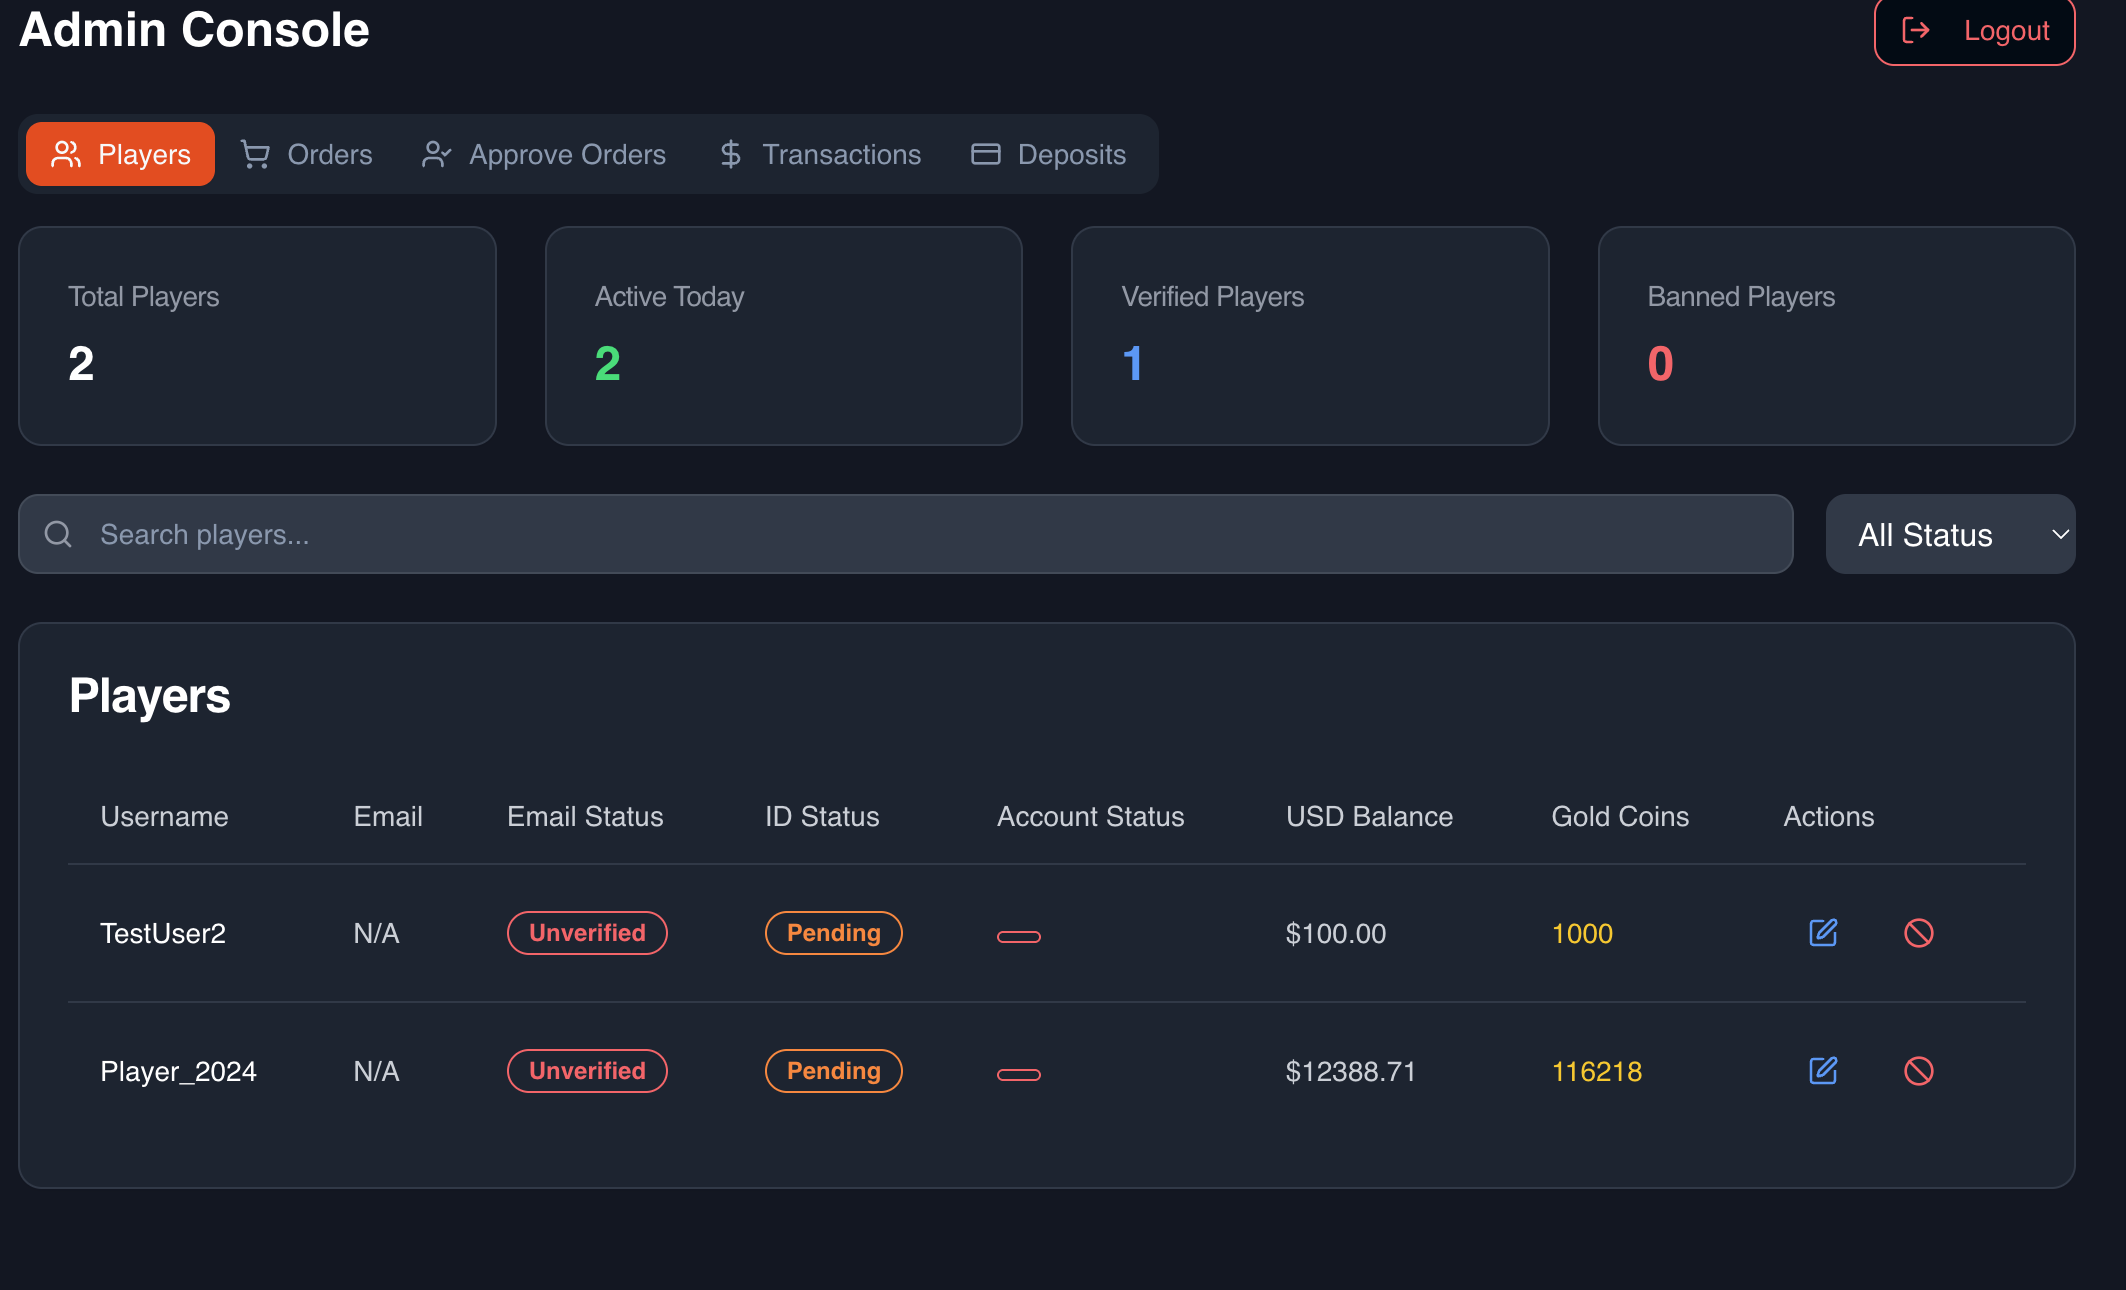 Admin Console
Logout
Players Orders Approve Orders Transactions Deposits
Total Players Active Today Verified Players Banned Players
2 2 1 0
Search players... All Status
Players
Username Email Email Status ID Status Account Status USD Balance Gold Coins Actions
TestUser2 N/A Unverified Pending $100.00 1000
Player_2024 N/A Unverified Pending $12388.71 116218